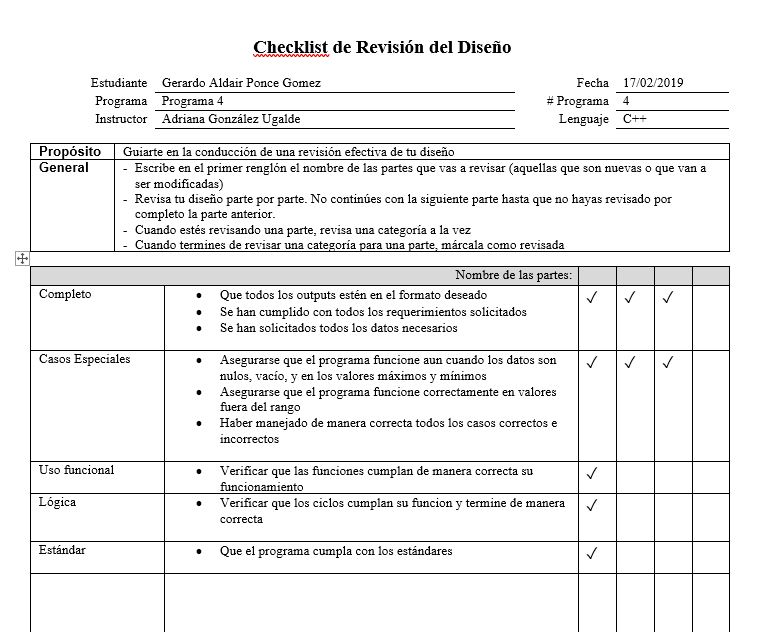 Checklist de Revisión del Diseño
Estudiante Gerardo Aldair Ponce Gomez Fecha 17/02/2019
Programa Programa 4 # Programa 4
Instructor Adriana González Ugalde Lenguaje C++
Propósito Guiarte en la conducción de una revisión efectiva de tu diseño
General - Escribe en el primer renglón el nombre de las partes que vas a revisar (aquellas que son nuevas o que van a
ser modificadas)
- Revisa tu diseño parte por parte. No continúes con la siguiente parte hasta que no hayas revisado por
completo la parte anterior.
- Cuando estés revisando una parte, revisa una categoría a la vez
- Cuando termines de revisar una categoría para una parte, márcala como revisada
Nombre de las partes:
Completo • Que todos los outputs estén en el formato deseado ✓ ✓ ✓
• Se han cumplido con todos los requerimientos solicitados
• Se han solicitados todos los datos necesarios
Casos Especiales • Asegurarse que el programa funcione aun cuando los datos son ✓ ✓ ✓
nulos, vacío, y en los valores máximos y mínimos
• Asegurarse que el programa funcione correctamente en valores
fuera del rango
• Haber manejado de manera correcta todos los casos correctos e
incorrectos
Uso funcional • Verificar que las funciones cumplan de manera correcta su ✓
funcionamiento
Lógica • Verificar que los ciclos cumplan su funcion y termine de manera ✓
correcta
Estándar • Que el programa cumpla con los estándares ✓